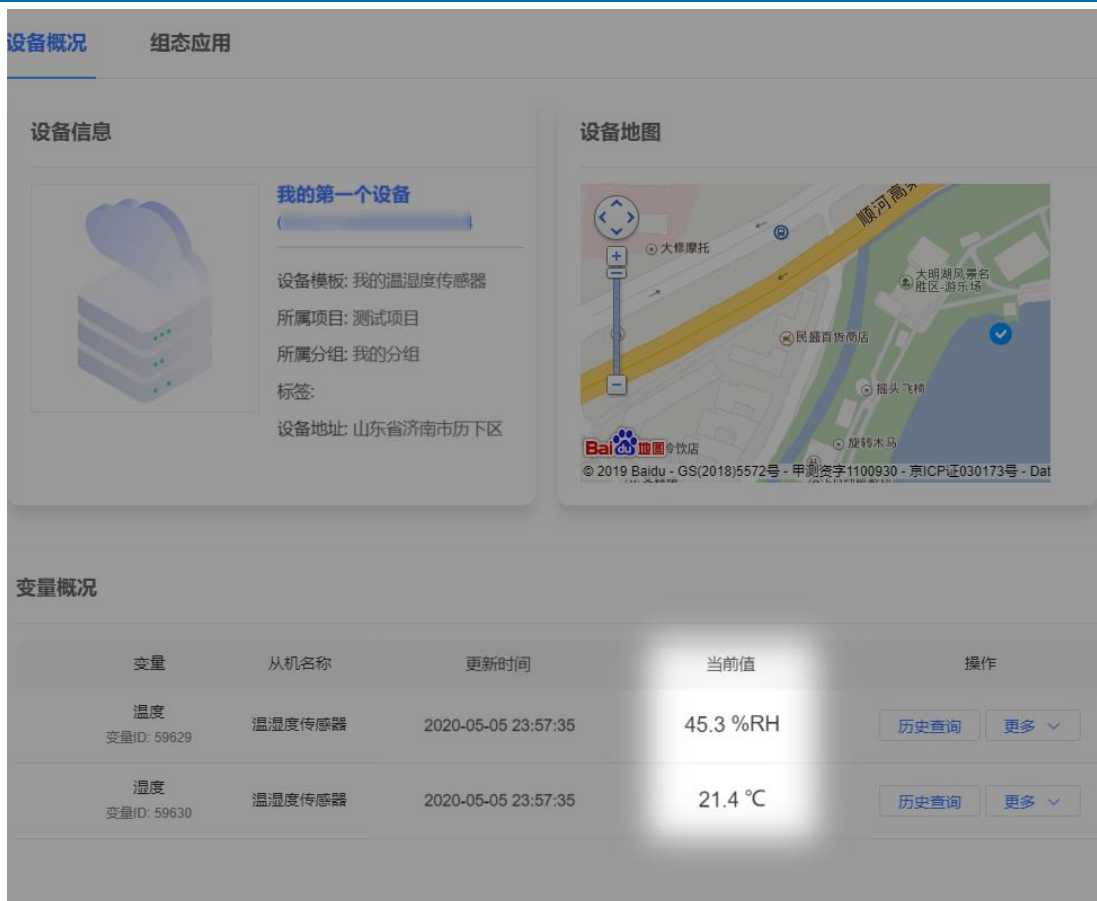 设备概况 组态应用
设备信息
我的第一个设备
设备模板: 我的温湿度传感器
所属项目: 测试项目
所属分组: 我的分组
标签:
设备地址: 山东省济南市历下区
设备地图
顺河高架
大修摩托
大明湖风景名
胜区-游乐场
民盛百货商店
摇头飞椅
旋转木马
Bai du 地图 冷饮店
© 2019 Baidu - GS(2018)5572号 - 甲测资字1100930 - 京ICP证030173号 - Dat
变量概况
变量 从机名称 更新时间 当前值 操作
温度
变量ID: 59629
温湿度传感器 2020-05-05 23:57:35 45.3 %RH 历史查询 更多
湿度
变量ID: 59630
温湿度传感器 2020-05-05 23:57:35 21.4 ℃ 历史查询 更多